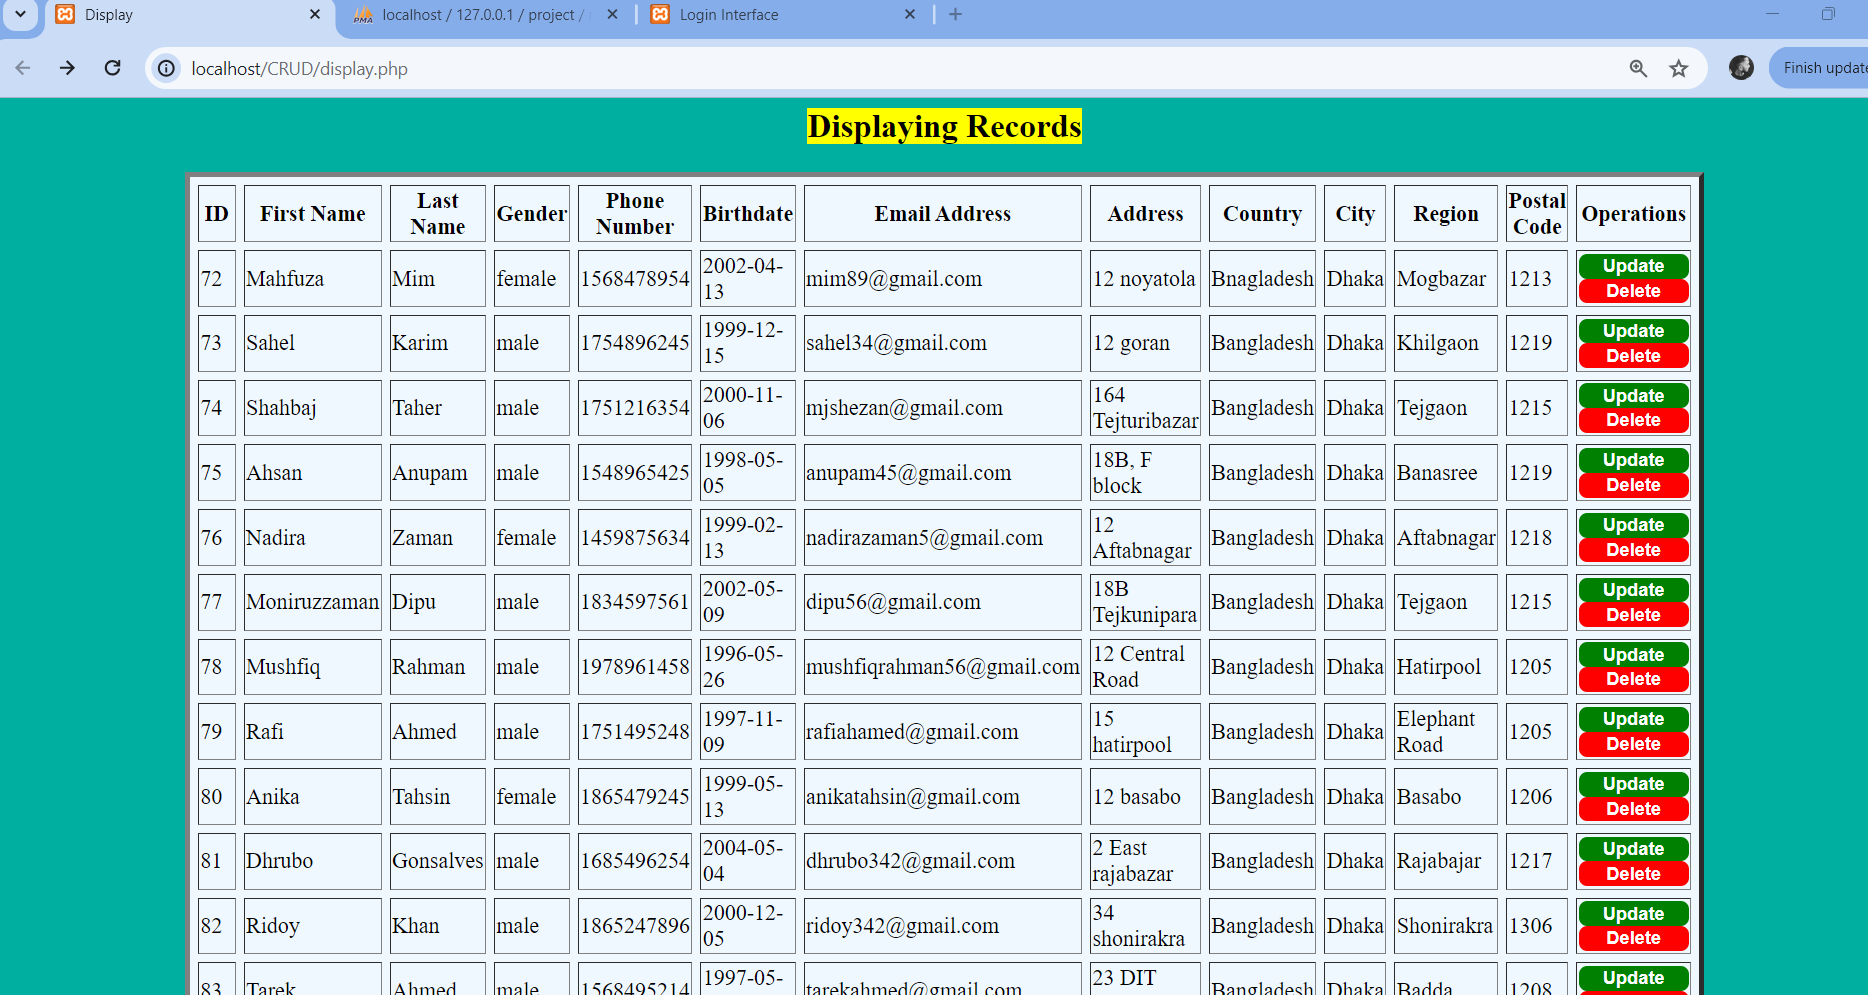 Display
localhost / 127.0.0.1 / project /
Login Interface
localhost/CRUD/display.php
Finish update
Displaying Records
ID First Name Last Name Gender Phone Number Birthdate Email Address Address Country City Region Postal Code Operations
72 Mahfuza Mim female 1568478954 2002-04-13 mim89@gmail.com 12 noyatola Bnagladesh Dhaka Mogbazar 1213 Update Delete
73 Sahel Karim male 1754896245 1999-12-15 sahel34@gmail.com 12 goran Bangladesh Dhaka Khilgaon 1219 Update Delete
74 Shahbaj Taher male 1751216354 2000-11-06 mjshezan@gmail.com 164 Tejturibazar Bangladesh Dhaka Tejgaon 1215 Update Delete
75 Ahsan Anupam male 1548965425 1998-05-05 anupam45@gmail.com 18B, F block Bangladesh Dhaka Banasree 1219 Update Delete
76 Nadira Zaman female 1459875634 1999-02-13 nadirazaman5@gmail.com 12 Aftabnagar Bangladesh Dhaka Aftabnagar 1218 Update Delete
77 Moniruzzaman Dipu male 1834597561 2002-05-09 dipu56@gmail.com 18B Tejkunipara Bangladesh Dhaka Tejgaon 1215 Update Delete
78 Mushfiq Rahman male 1978961458 1996-05-26 mushfiqrahman56@gmail.com 12 Central Road Bangladesh Dhaka Hatirpool 1205 Update Delete
79 Rafi Ahmed male 1751495248 1997-11-09 rafiahamed@gmail.com 15 hatirpool Bangladesh Dhaka Elephant Road 1205 Update Delete
80 Anika Tahsin female 1865479245 1999-05-13 anikatahsin@gmail.com 12 basabo Bangladesh Dhaka Basabo 1206 Update Delete
81 Dhrubo Gonsalves male 1685496254 2004-05-04 dhrubo342@gmail.com 2 East rajabazar Bangladesh Dhaka Rajabajar 1217 Update Delete
82 Ridoy Khan male 1865247896 2000-12-05 ridoy342@gmail.com 34 shonirakra Bangladesh Dhaka Shonirakra 1306 Update Delete
83 Tarek Ahmed male 1568495214 1997-05- tarekahmed@gmail.com 23 DIT Bangladesh Dhaka Badda 1208 Update